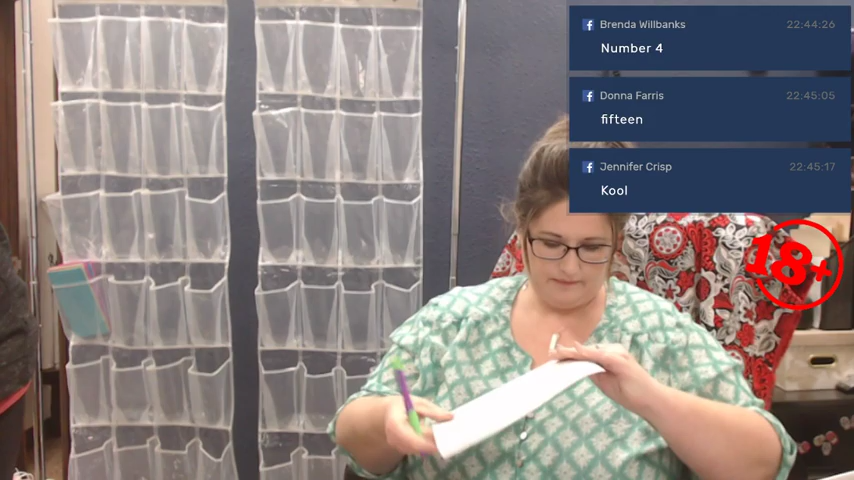 Brenda Willbanks 22:44:26
Number 4
Donna Farris 22:45:05
fifteen
Jennifer Crisp 22:45:17
Kool
18+